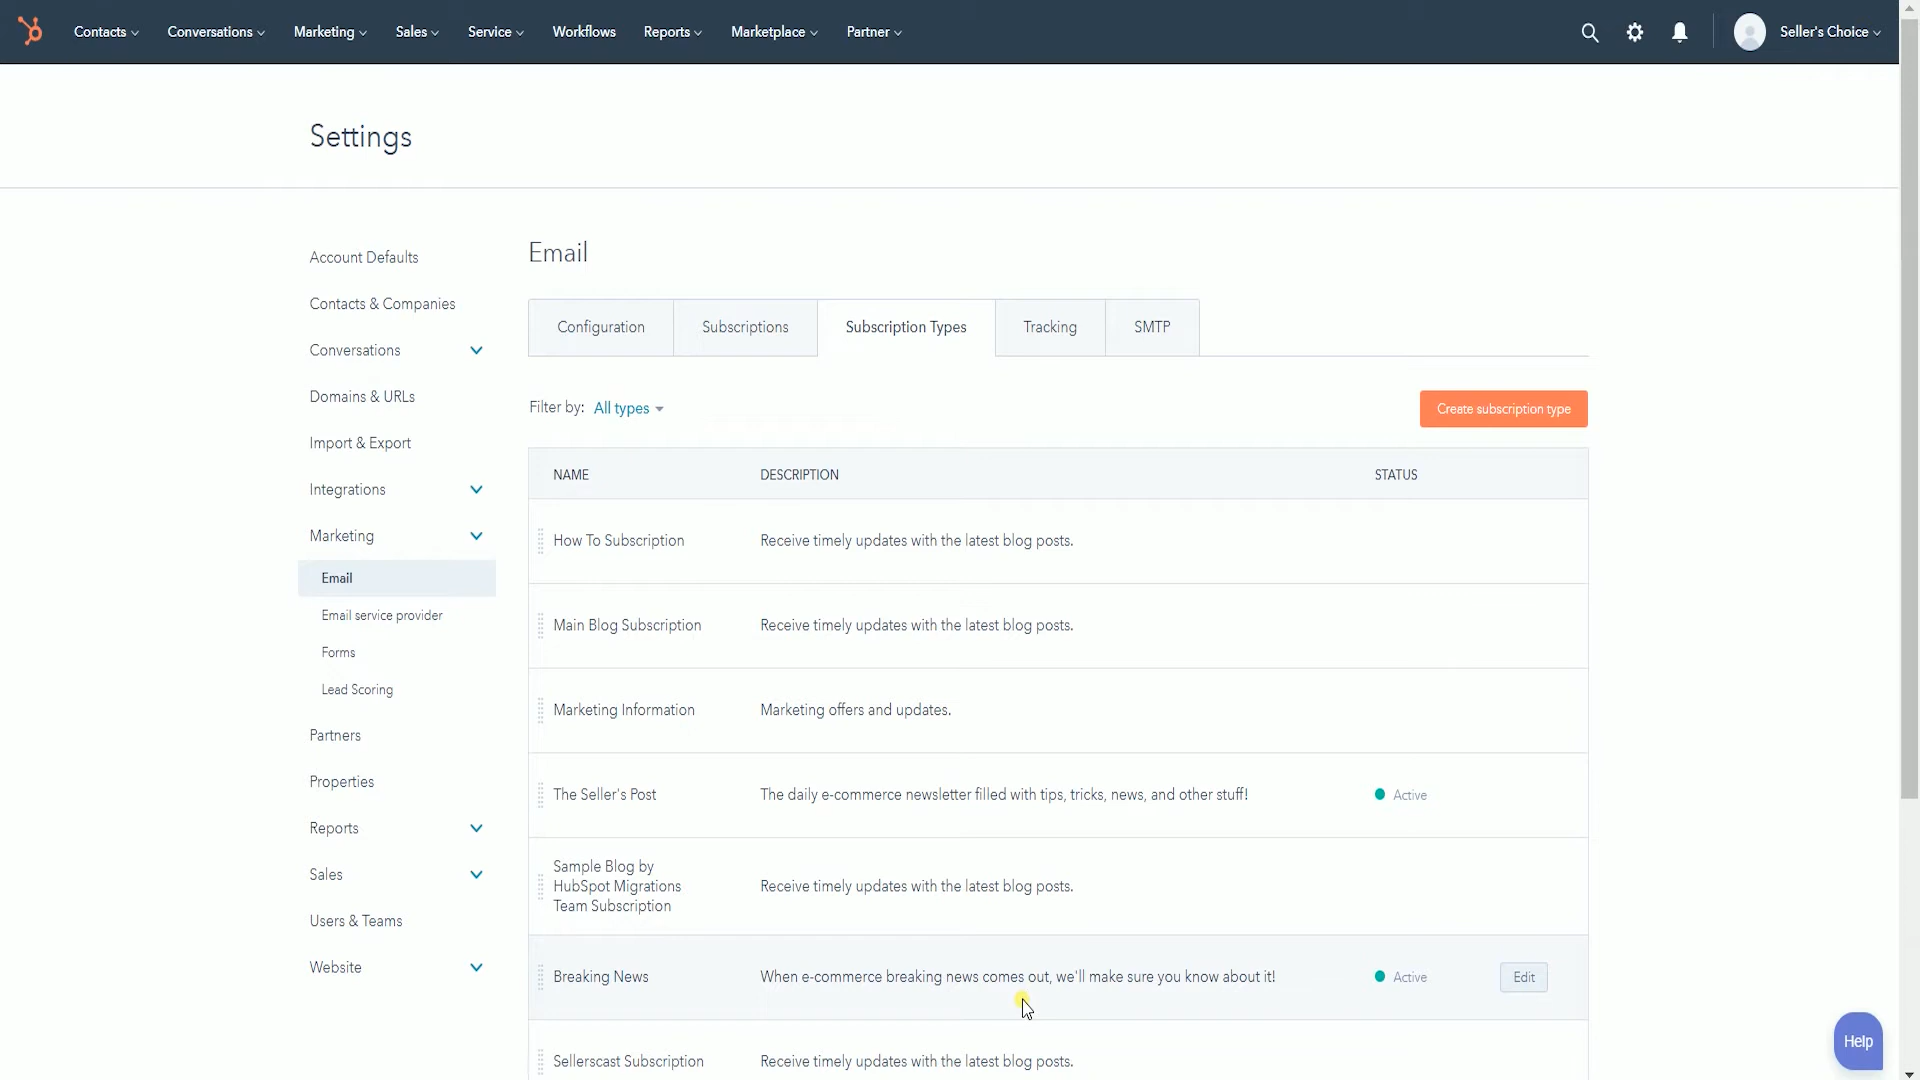 Contacts
Conversations
Marketing
Sales
Service
Workflows
Reports
Marketplace
Partner
Seller's Choice
Settings
Account Defaults
Contacts & Companies
Conversations
Domains & URLs
Import & Export
Integrations
Marketing
Email
Email service provider
Forms
Lead Scoring
Partners
Properties
Reports
Sales
Users & Teams
Website
Email
Configuration
Subscriptions
Subscription Types
Tracking
SMTP
Filter by: All types
Create subscription type
NAME DESCRIPTION STATUS
How To Subscription Receive timely updates with the latest blog posts.
Main Blog Subscription Receive timely updates with the latest blog posts.
Marketing Information Marketing offers and updates.
The Seller's Post The daily e-commerce newsletter filled with tips, tricks, news, and other stuff! Active
Sample Blog by
HubSpot Migrations
Team Subscription
Receive timely updates with the latest blog posts.
Breaking News When e-commerce breaking news comes out, we'll make sure you know about it! Active Edit
Sellerscast Subscription Receive timely updates with the latest blog posts.
Help